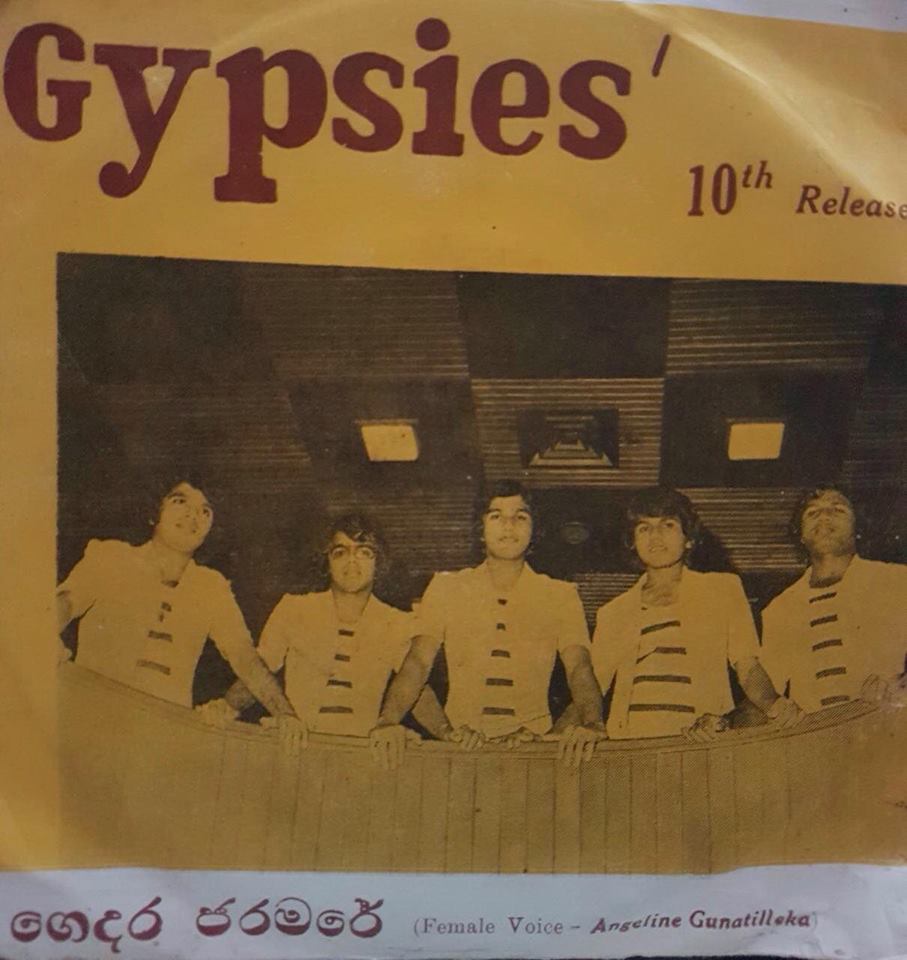 Gypsies'
10th Release
ගෙදර ජරමරේ (Female Voice - Angeline Gunatilleka)